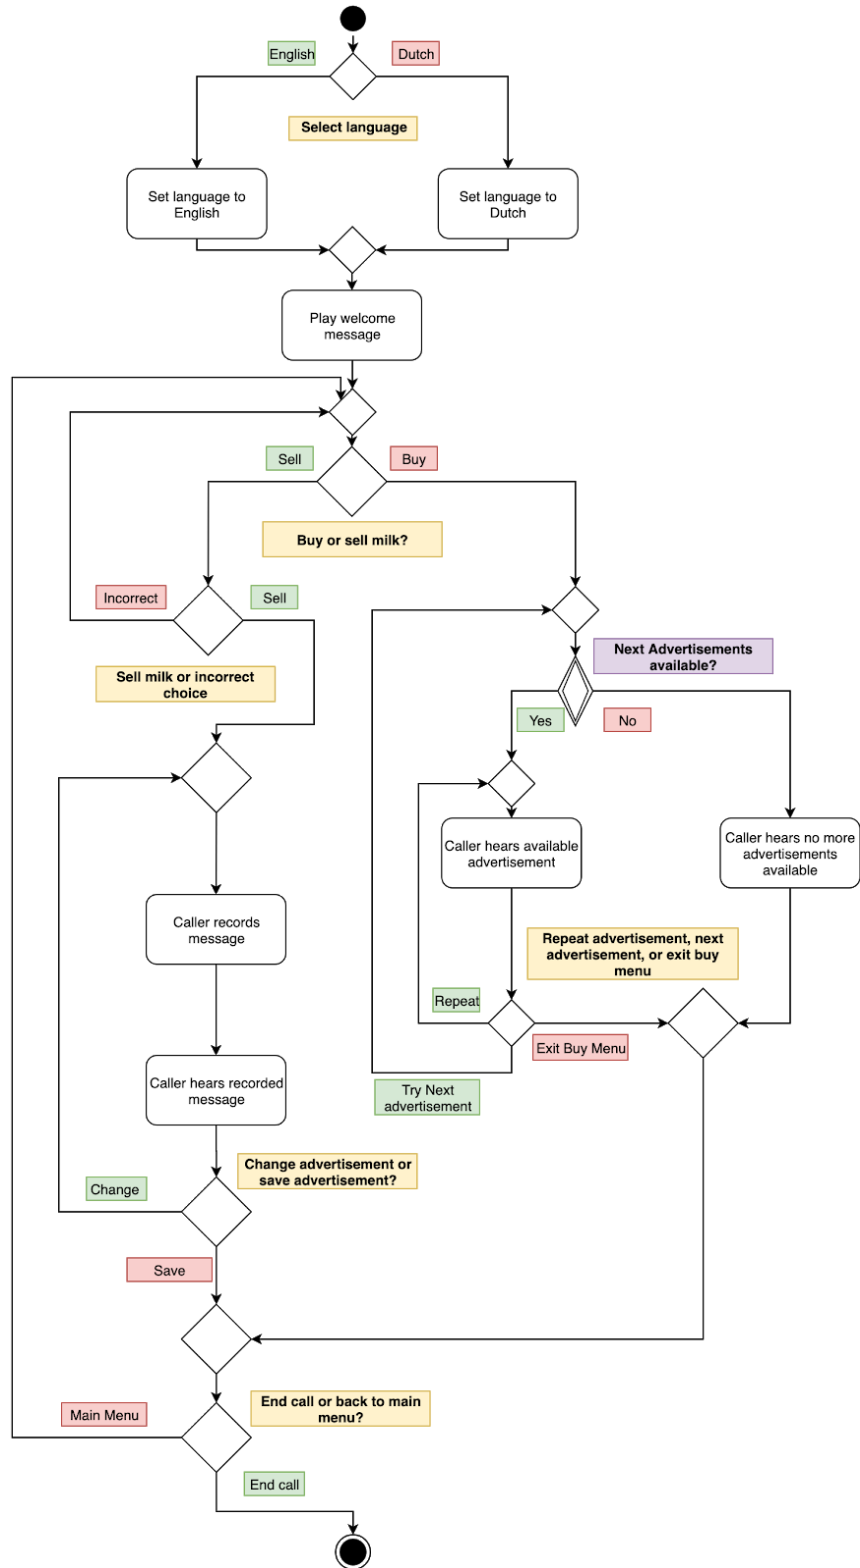 English
Dutch
Select language
Set language to
English
Set language to
Dutch
Play welcome
message
Sell
Buy
Buy or sell milk?
Incorrect
Sell
Sell milk or incorrect
choice
Next Advertisements
available?
Yes
No
Caller hears available
advertisement
Caller hears no more
advertisements
available
Caller records
message
Repeat advertisement, next
advertisement, or exit buy
menu
Repeat
Exit Buy Menu
Try Next
advertisement
Caller hears recorded
message
Change advertisement or
save advertisement?
Change
Save
End call or back to main
menu?
Main Menu
End call